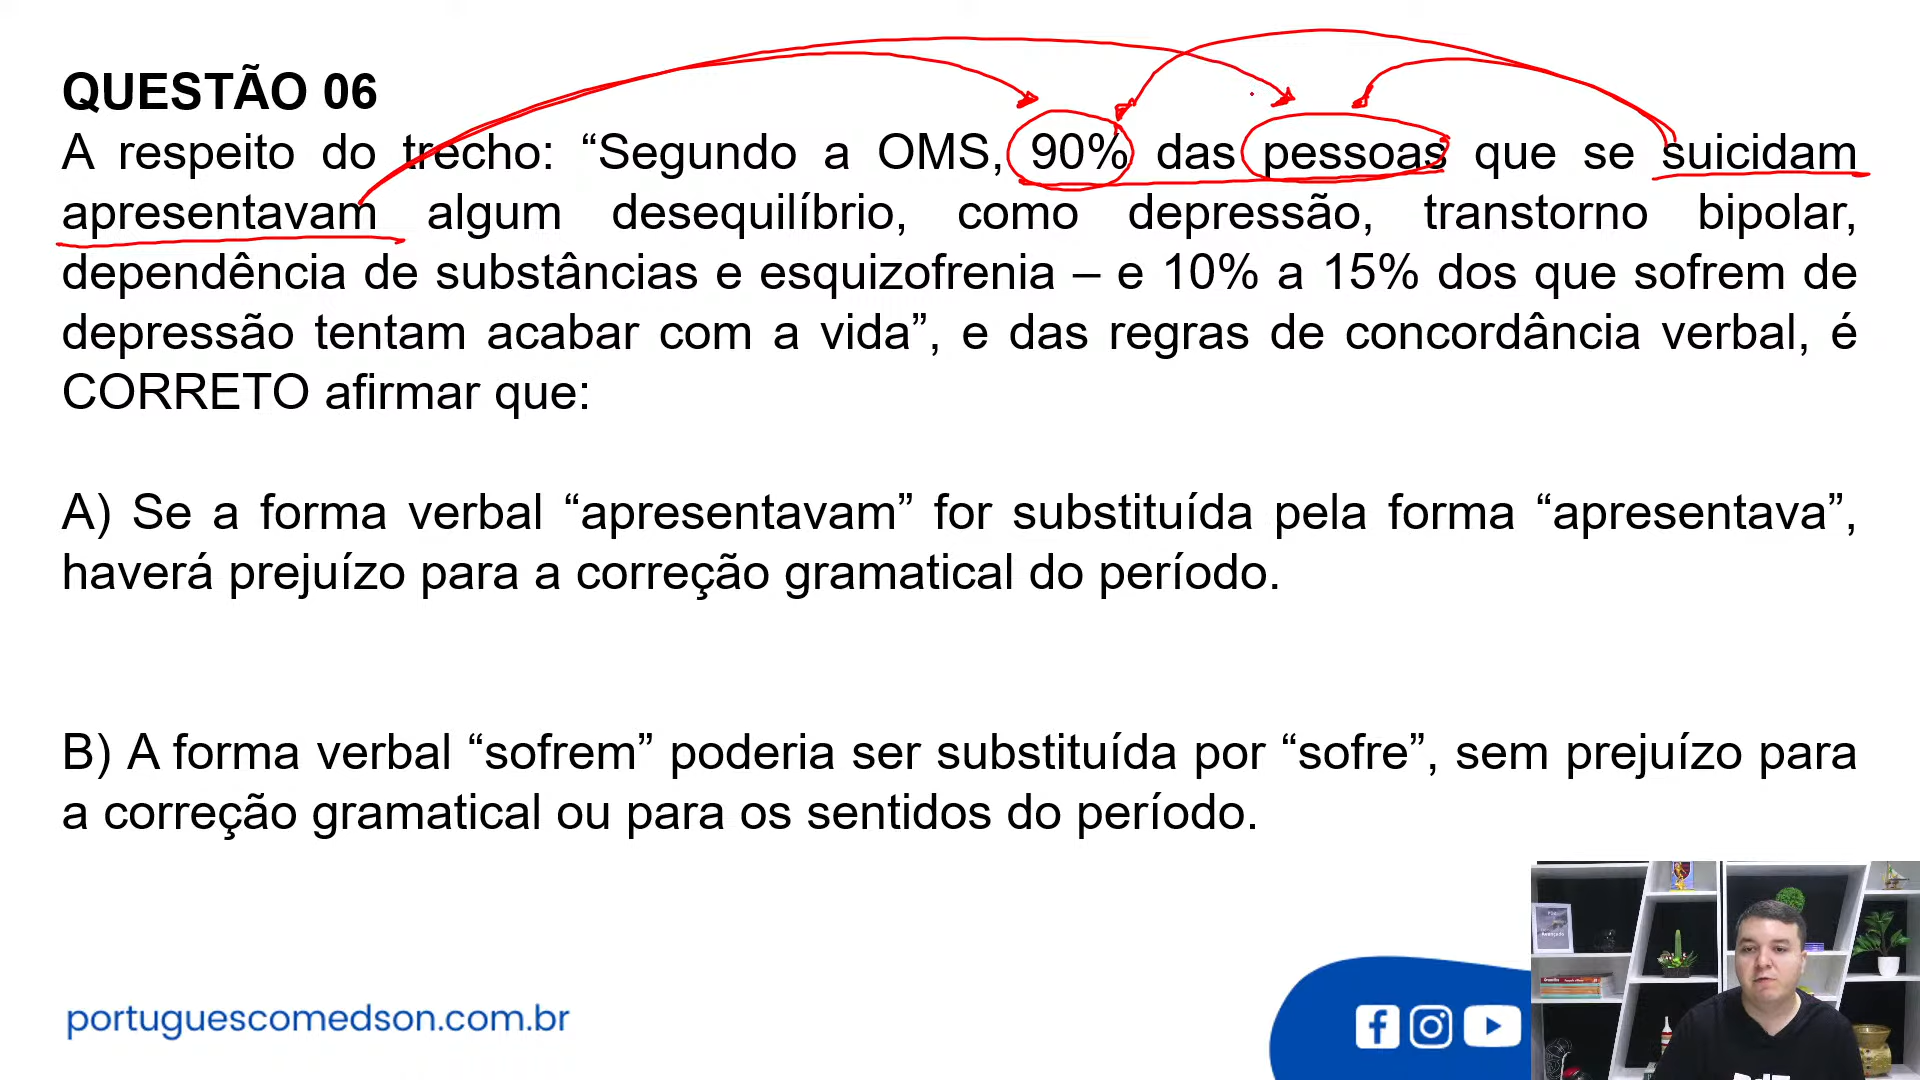 QUESTÃO 06
A respeito do trecho: “Segundo a OMS, 90% das pessoas que se suicidam
apresentavam algum desequilíbrio, como depressão, transtorno bipolar,
dependência de substâncias e esquizofrenia – e 10% a 15% dos que sofrem de
depressão tentam acabar com a vida”, e das regras de concordância verbal, é
CORRETO afirmar que:
A) Se a forma verbal “apresentavam” for substituída pela forma “apresentava”,
haverá prejuízo para a correção gramatical do período.
B) A forma verbal “sofrem” poderia ser substituída por “sofre”, sem prejuízo para
a correção gramatical ou para os sentidos do período.
portuguescomedson.com.br